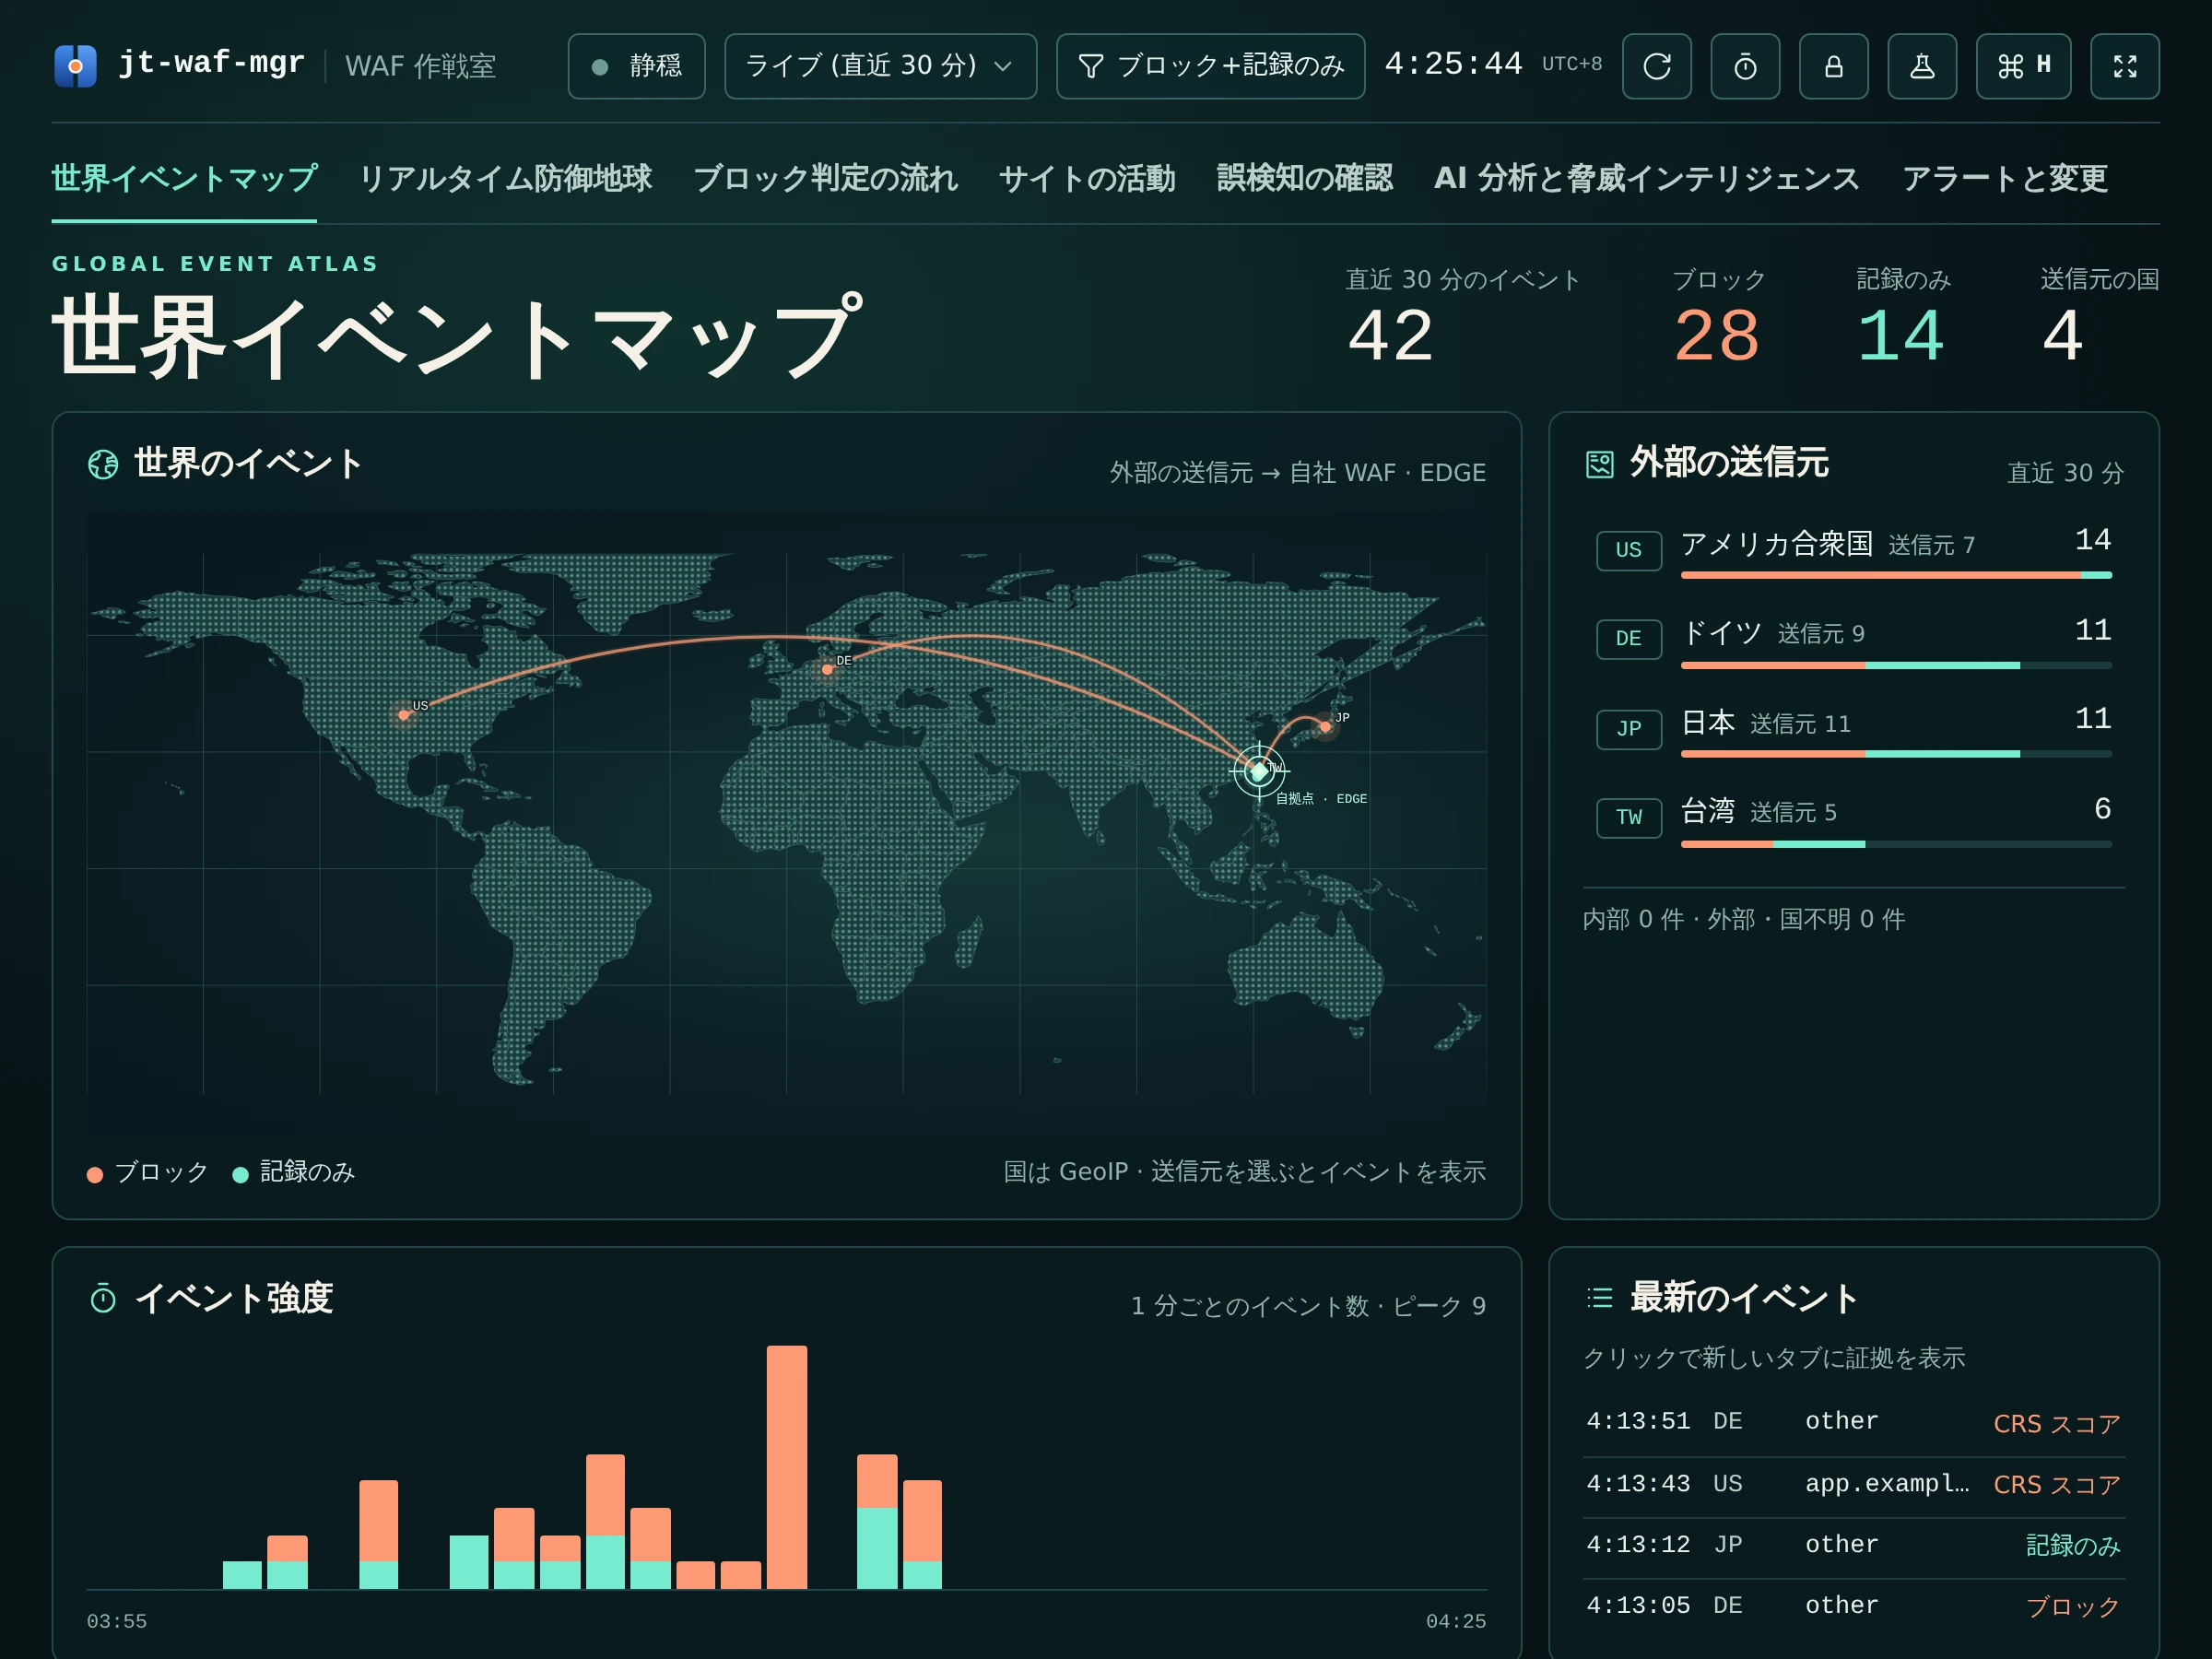 jt-waf-mgr WAF 作戦室 静穏 ライブ (直近 30 分) ブロック+記録のみ 4:25:44 UTC+8 ⌘ H
世界イベントマップ リアルタイム防御地球 ブロック判定の流れ サイトの活動 誤検知の確認 AI 分析と脅威インテリジェンス アラートと変更
GLOBAL EVENT ATLAS
世界イベントマップ
直近 30 分のイベント ブロック 記録のみ 送信元の国
42 28 14 4
世界のイベント 外部の送信元 → 自社 WAF · EDGE
US
DE
JP
TW
自拠点 · EDGE
ブロック 記録のみ 国は GeoIP · 送信元を選ぶとイベントを表示
外部の送信元 直近 30 分
US アメリカ合衆国 送信元 7 14
DE ドイツ 送信元 9 11
JP 日本 送信元 11 11
TW 台湾 送信元 5 6
内部 0 件 · 外部・国不明 0 件
イベント強度 1 分ごとのイベント数 · ピーク 9
03:55 04:25
最新のイベント
クリックで新しいタブに証拠を表示
4:13:51 DE other CRS スコア
4:13:43 US app.exampl… CRS スコア
4:13:12 JP other 記録のみ
4:13:05 DE other ブロック